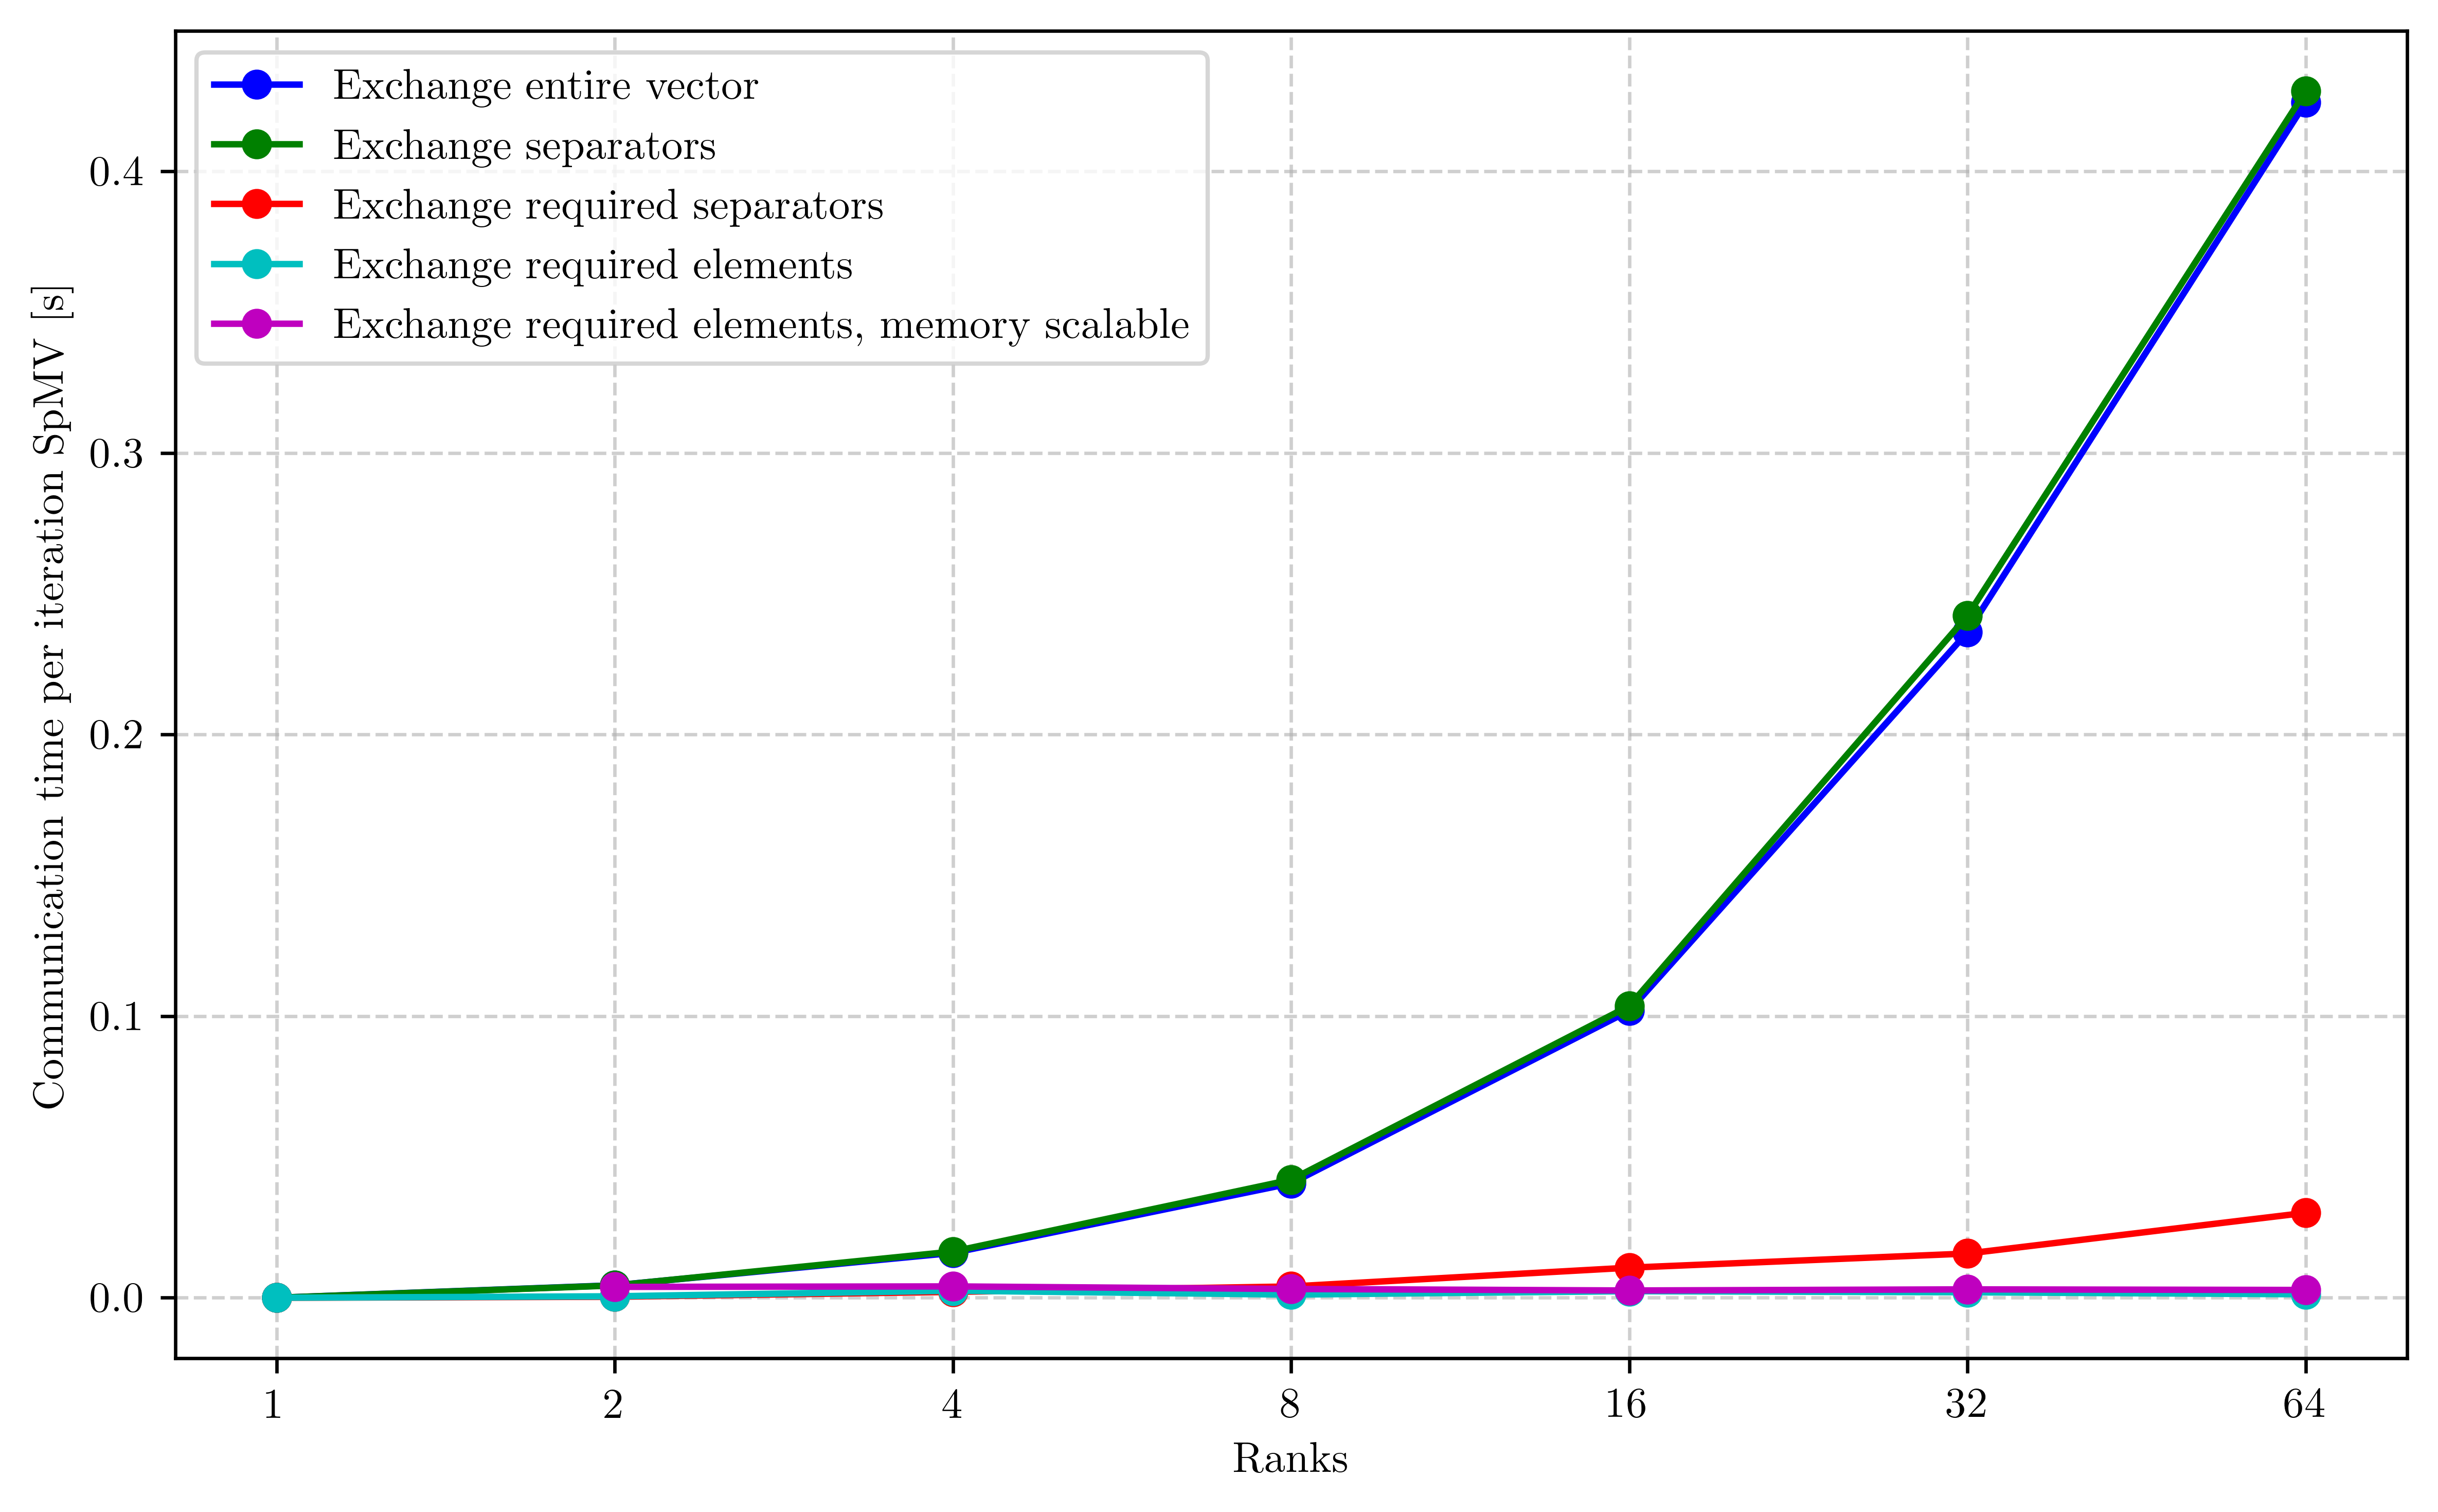 Exchange entire vector
Exchange separators
Exchange required separators
Exchange required elements
Exchange required elements, memory scalable
Communication time per iteration SpMV [s]
0.4
0.3
0.2
0.1
0.0
1 2 4 8 16 32 64
Ranks